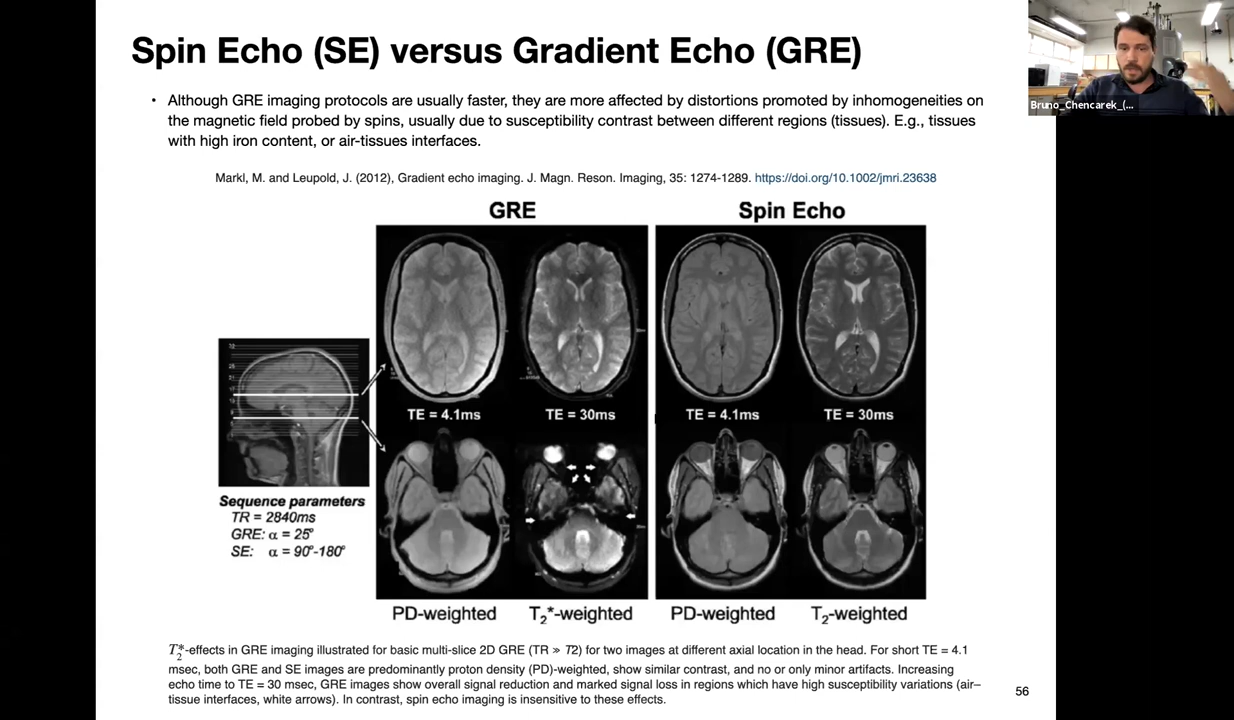 Spin Echo (SE) versus Gradient Echo (GRE)
• Although GRE imaging protocols are usually faster, they are more affected by distortions promoted by inhomogeneities on
the magnetic field probed by spins, usually due to susceptibility contrast between different regions (tissues). E.g., tissues
with high iron content, or air-tissues interfaces.
Bruno_Chencarek_(...
Markl, M. and Leupold, J. (2012), Gradient echo imaging. J. Magn. Reson. Imaging, 35: 1274-1289. https://doi.org/10.1002/jmri.23638
GRE Spin Echo
TE = 4.1ms TE = 30ms TE = 4.1ms TE = 30ms
Sequence parameters
TR = 2840ms
GRE: α = 25°
SE: α = 90°-180°
PD-weighted T₂*-weighted PD-weighted T₂-weighted
T₂*-effects in GRE imaging illustrated for basic multi-slice 2D GRE (TR ≫ T2) for two images at different axial location in the head. For short TE = 4.1
msec, both GRE and SE images are predominantly proton density (PD)-weighted, show similar contrast, and no or only minor artifacts. Increasing
echo time to TE = 30 msec, GRE images show overall signal reduction and marked signal loss in regions which have high susceptibility variations (air–
tissue interfaces, white arrows). In contrast, spin echo imaging is insensitive to these effects.
56